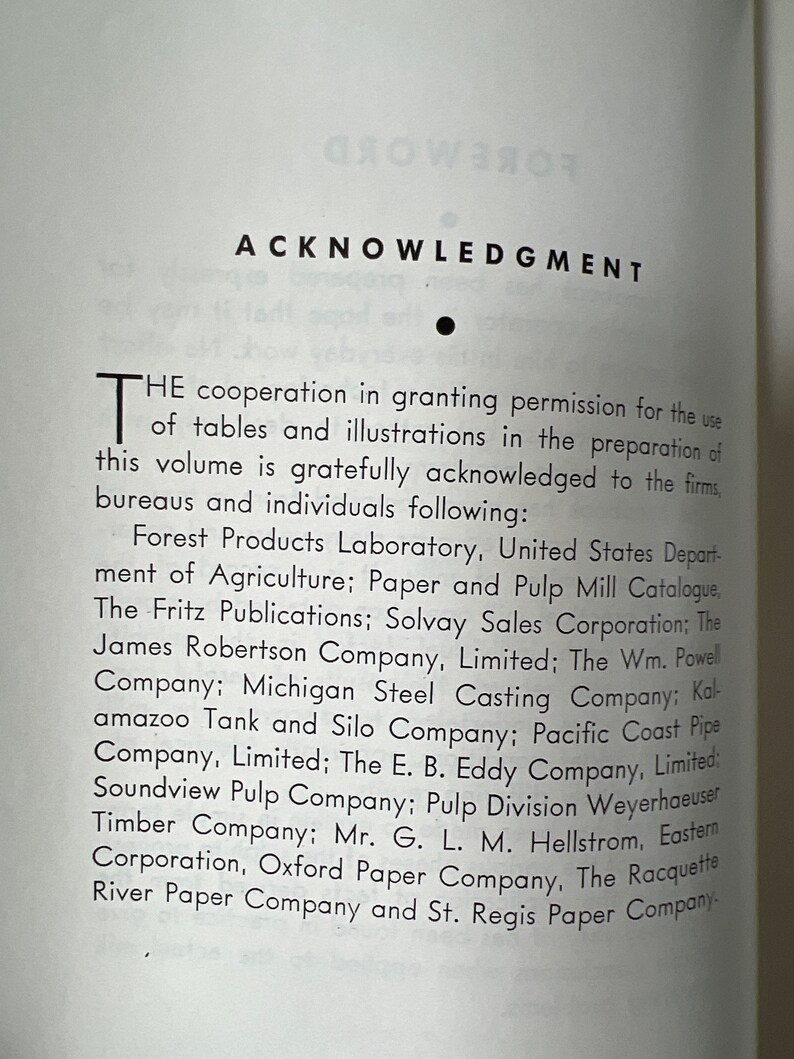 FOREWORD
ACKNOWLEDGMENT
THE cooperation in granting permission for the use
of tables and illustrations in the preparation of
this volume is gratefully acknowledged to the firms,
bureaus and individuals following:
Forest Products Laboratory, United States Depart-
ment of Agriculture; Paper and Pulp Mill Catalogue,
The Fritz Publications; Solvay Sales Corporation; The
James Robertson Company, Limited; The Wm. Powell
Company; Michigan Steel Casting Company; Kal-
amazoo Tank and Silo Company; Pacific Coast Pipe
Company, Limited; The E. B. Eddy Company, Limited;
Soundview Pulp Company; Pulp Division Weyerhaeuser
Timber Company; Mr. G. L. M. Hellstrom, Eastern
Corporation, Oxford Paper Company, The Racquette
River Paper Company and St. Regis Paper Company.